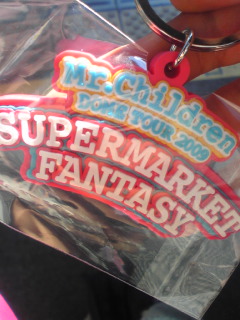 Mr.Children
DOME TOUR 2009
SUPERMARKET
FANTASY